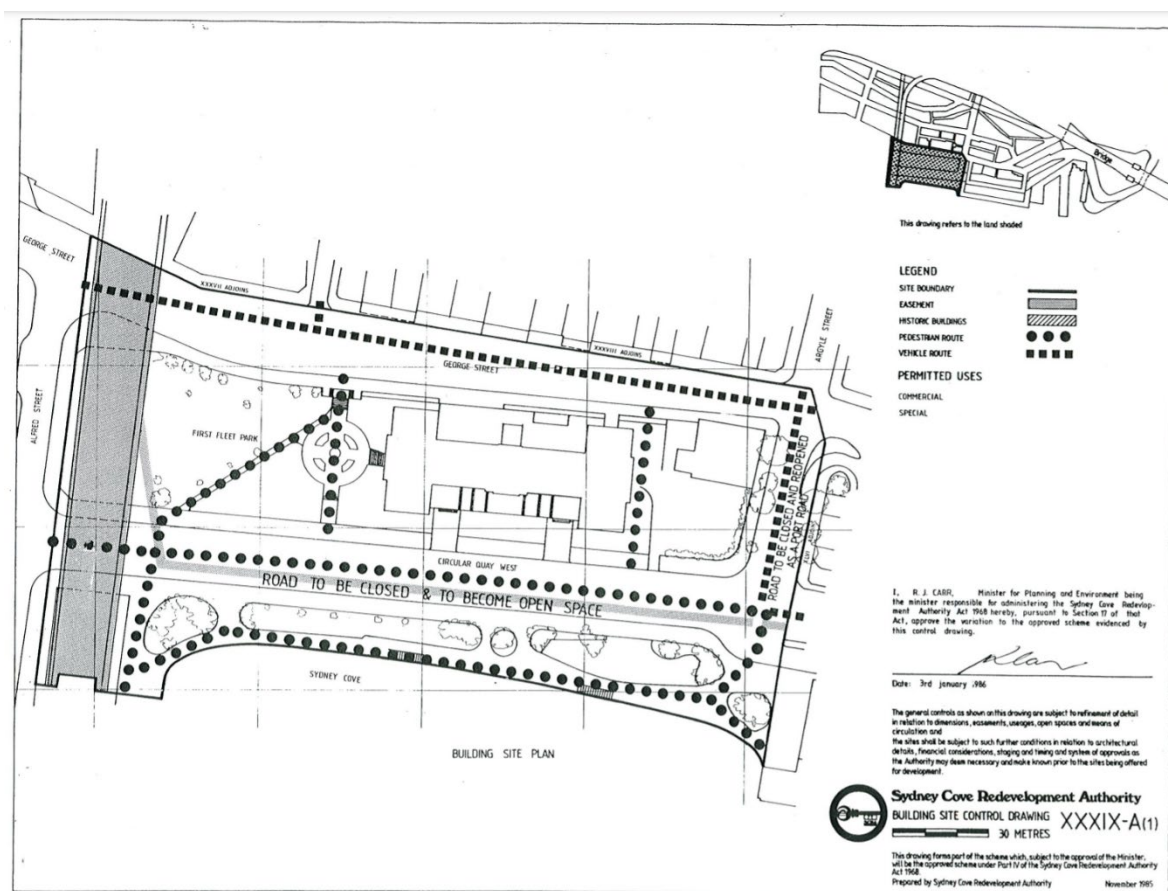 Bridge
This drawing refers to the land shaded
LEGEND
SITE BOUNDARY
EASEMENT
HISTORIC BUILDINGS
PEDESTRIAN ROUTE
VEHICLE ROUTE
PERMITTED USES
COMMERCIAL
SPECIAL
GEORGE STREET
XXXVII ADJOINS
XXXVIII ADJOINS
GEORGE STREET
ARGYLE STREET
ALFRED STREET
FIRST FLEET PARK
ROAD TO BE CLOSED AND REOPENED
AS A PORT ROAD
CIRCULAR QUAY WEST
ROAD TO BE CLOSED & TO BECOME OPEN SPACE
SYDNEY COVE
BUILDING SITE PLAN
I, R. J. CARR, Minister for Planning and Environment being
the minister responsible for administering the Sydney Cove Redevelop-
ment Authority Act 1968 hereby, pursuant to Section 17 of that
Act, approve the variation to the approved scheme evidenced by
this control drawing.
Date: 3rd january 1986
The general controls as shown on this drawing are subject to refinement of detail
in relation to dimensions, easements, useages, open spaces and means of
circulation and
the sites shall be subject to such further conditions in relation to architectural
details, financial considerations, staging and timing and system of approvals as
the Authority may deem necessary and make known prior to the sites being offered
for development.
Sydney Cove Redevelopment Authority
BUILDING SITE CONTROL DRAWING XXXIX-A(1)
30 METRES
This drawing forms part of the scheme which, subject to the approval of the Minister,
will be the approved scheme under Part IV of the Sydney Cove Redevelopment Authority
Act 1968.
Prepared by Sydney Cove Redevelopment Authority November 1985